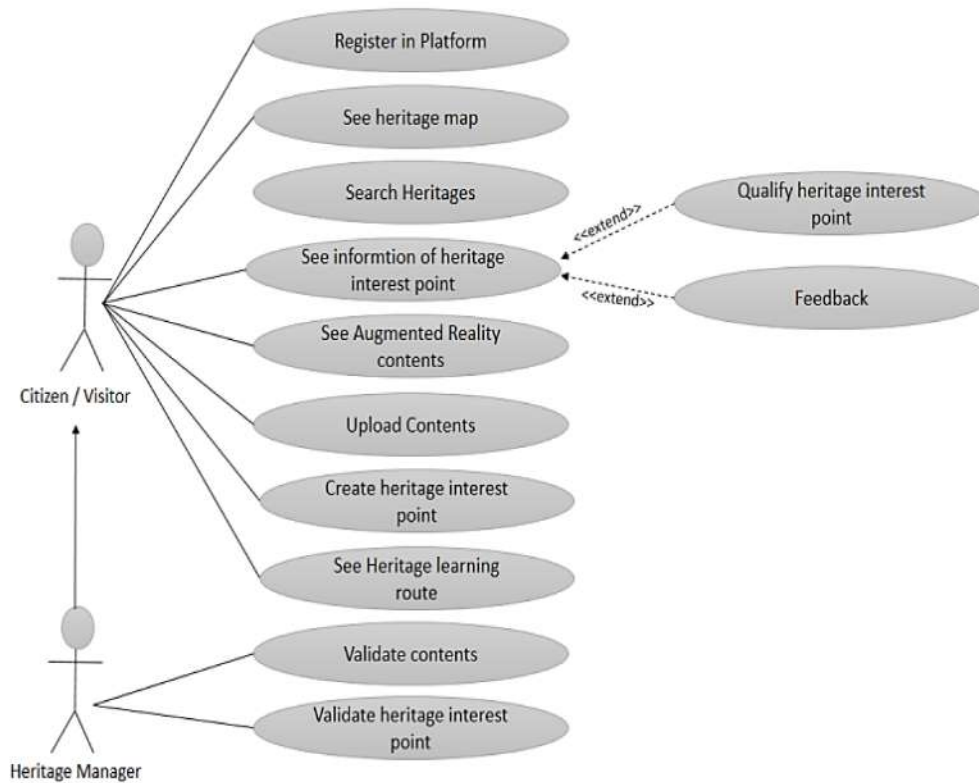 Register in Platform
See heritage map
Search Heritages
Qualify heritage interest
point
<<extend>>
See informtion of heritage
interest point
<<extend>>
Feedback
See Augmented Reality
contents
Citizen / Visitor
Upload Contents
Create heritage interest
point
See Heritage learning
route
Validate contents
Validate heritage interest
point
Heritage Manager